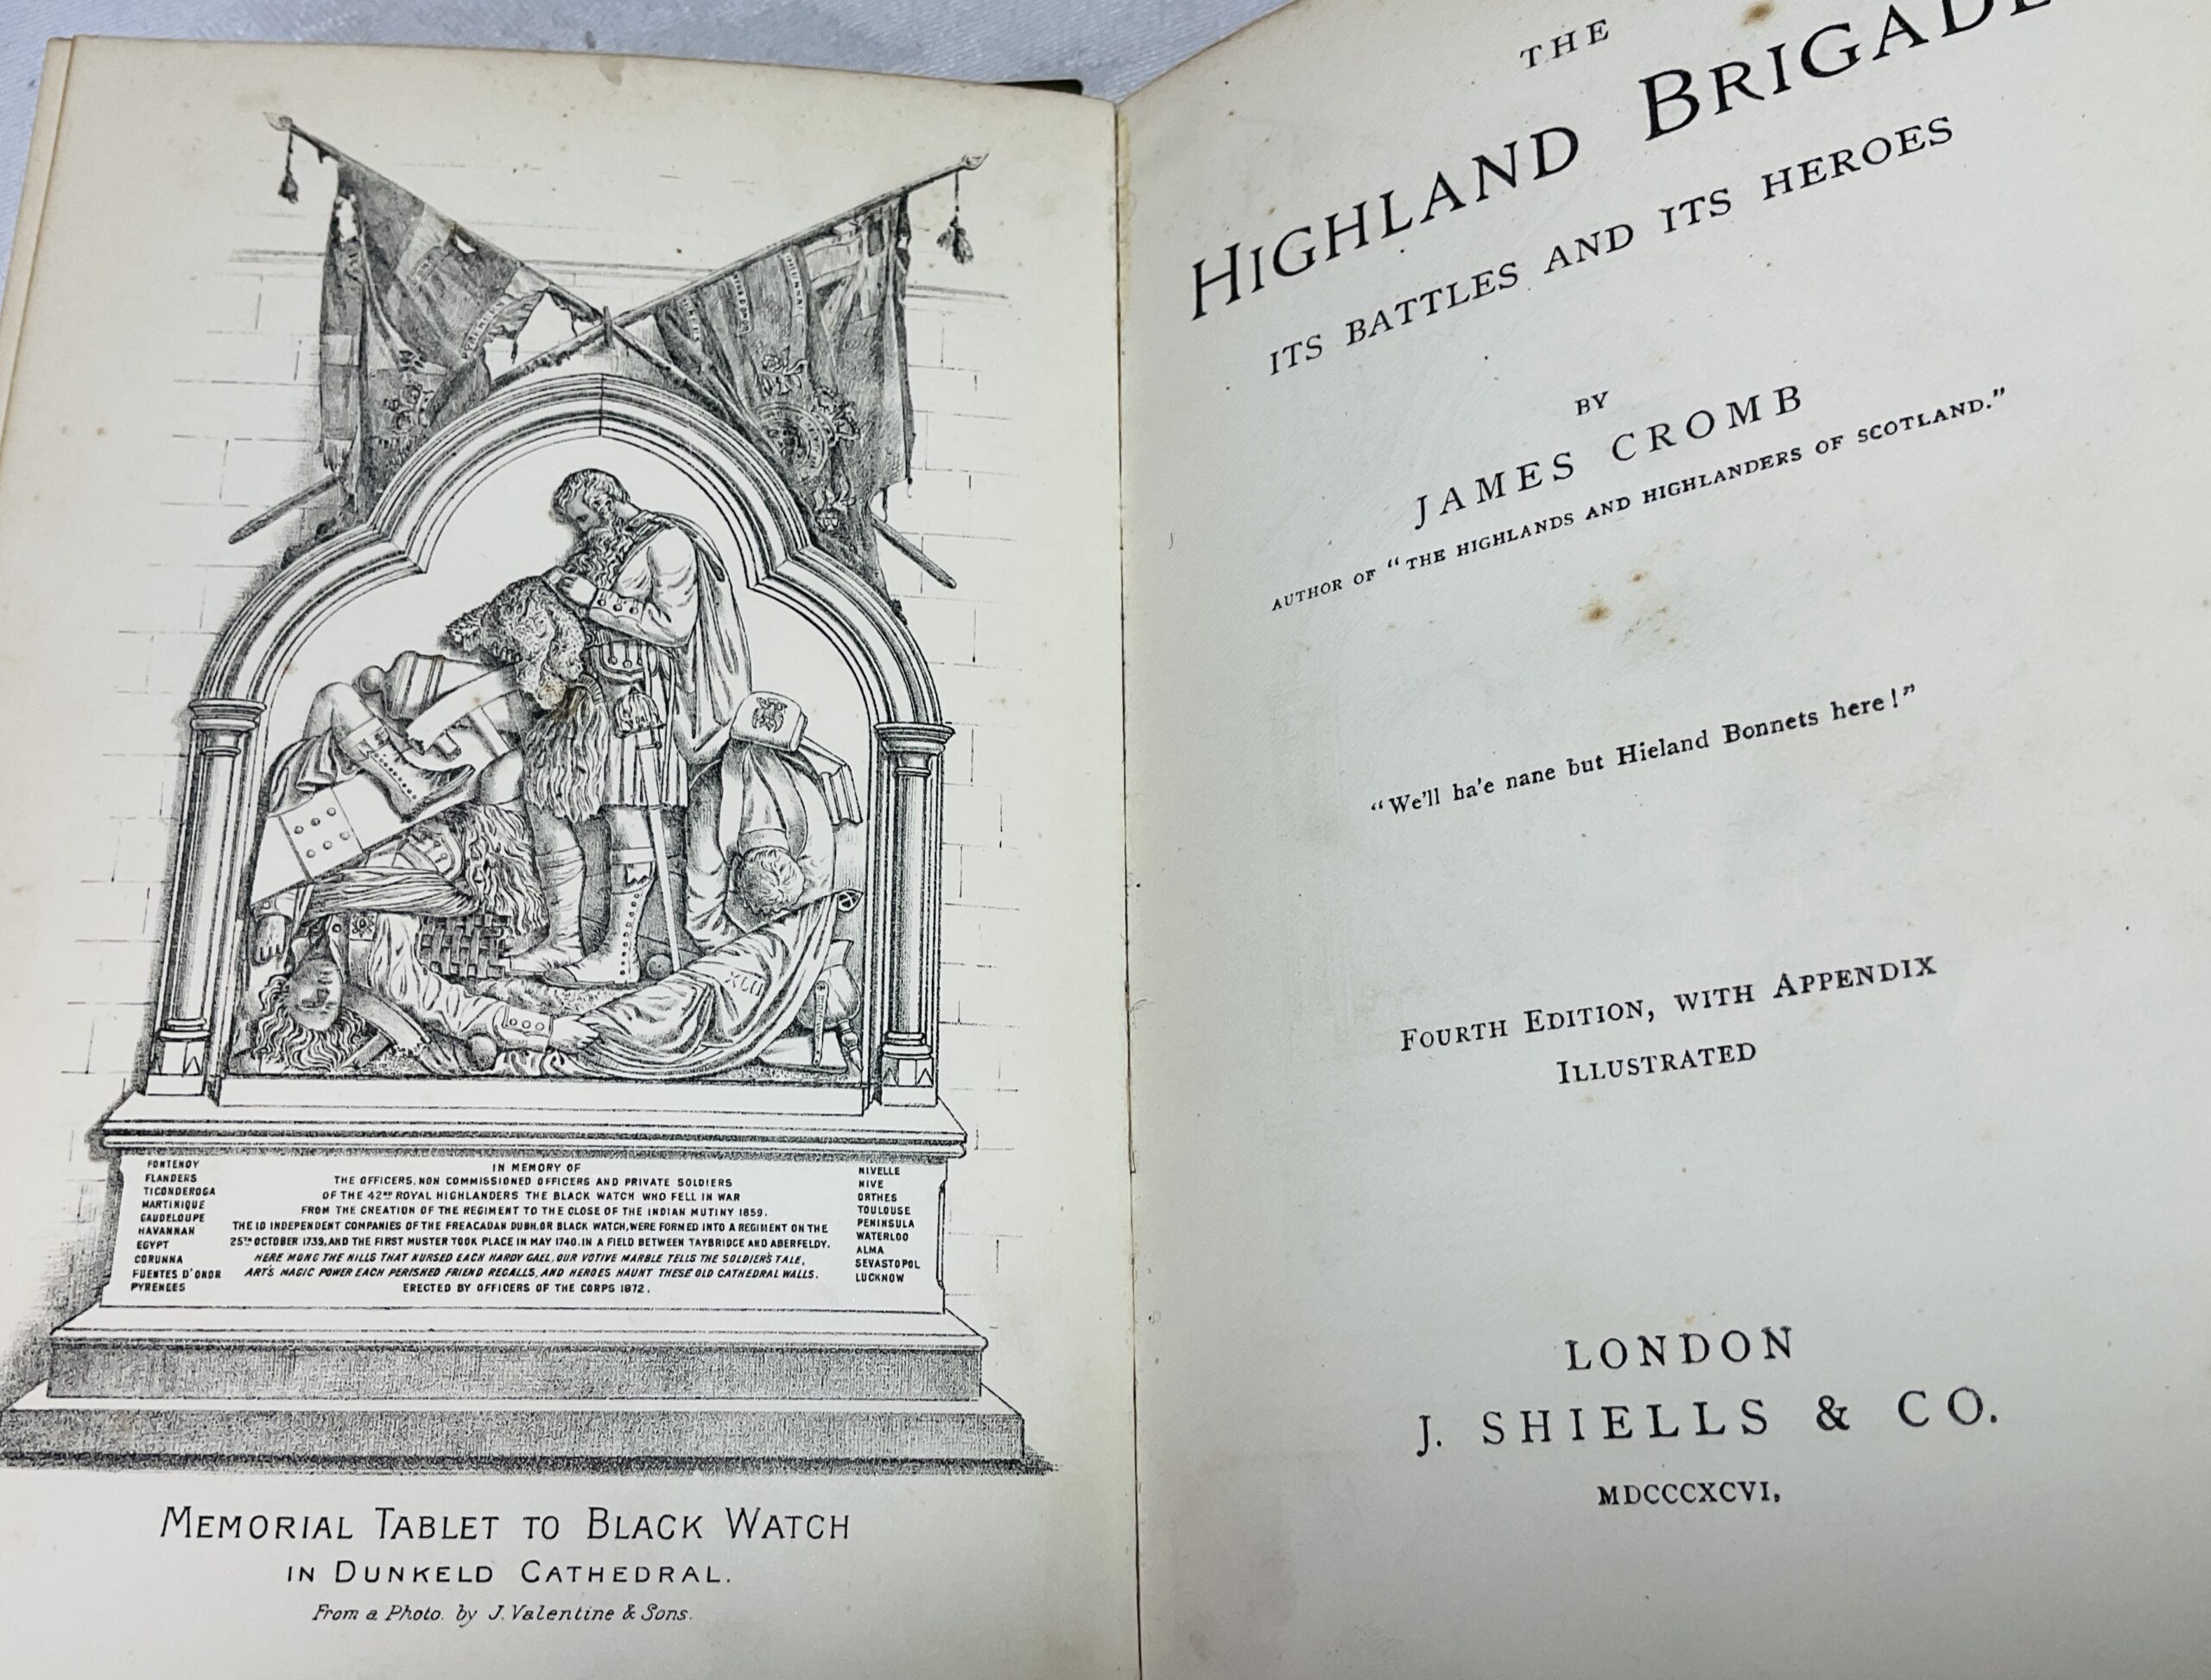 FONTENOY
FLANDERS
TICONDEROGA
MARTINIQUE
GAUDELOUPE
HAVANNAH
EGYPT
CORUNNA
FUENTES D'ONOR
PYRENEES
IN MEMORY OF
THE OFFICERS, NON COMMISSIONED OFFICERS AND PRIVATE SOLDIERS
OF THE 42ND ROYAL HIGHLANDERS THE BLACK WATCH WHO FELL IN WAR
FROM THE CREATION OF THE REGIMENT TO THE CLOSE OF THE INDIAN MUTINY 1859.
THE 10 INDEPENDENT COMPANIES OF THE FREACADAN DUBH, OR BLACK WATCH, WERE FORMED INTO A REGIMENT ON THE
25TH OCTOBER 1739, AND THE FIRST MUSTER TOOK PLACE IN MAY 1740. IN A FIELD BETWEEN TAYBRIDGE AND ABERFELDY.
HERE MONG THE HILLS THAT NURSED EACH HARDY GAEL, OUR VOTIVE MARBLE TELLS THE SOLDIER'S TALE,
ART'S MAGIC POWER EACH PERISHED FRIEND RECALLS, AND HEROES HAUNT THESE OLD CATHEDRAL WALLS.
ERECTED BY OFFICERS OF THE CORPS 1872.
NIVELLE
NIVE
ORTHES
TOULOUSE
PENINSULA
WATERLOO
ALMA
SEVASTOPOL
LUCKNOW
XLII
MEMORIAL TABLET TO BLACK WATCH
IN DUNKELD CATHEDRAL.
From a Photo. by J. Valentine & Sons.
THE
HIGHLAND BRIGADE
ITS BATTLES AND ITS HEROES
BY
JAMES CROMB
AUTHOR OF "THE HIGHLANDS AND HIGHLANDERS OF SCOTLAND."
"We'll ha'e nane but Hieland Bonnets here!"
FOURTH EDITION, WITH APPENDIX
ILLUSTRATED
LONDON
J. SHIELLS & CO.
MDCCCXCVI,